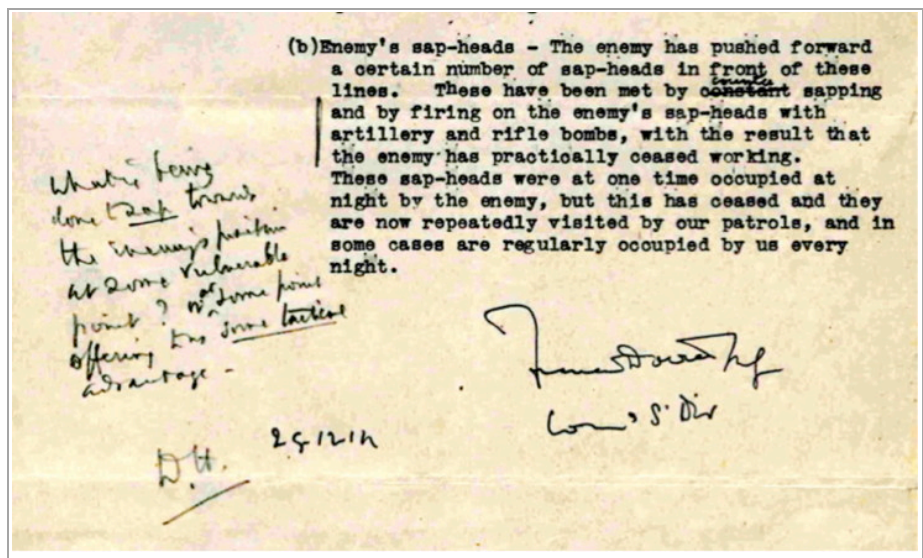 (b)Enemy's sap-heads - The enemy has pushed forward
a certain number of sap-heads in front of these
counter
lines. These have been met by constant sapping
and by firing on the enemy's sap-heads with
artillery and rifle bombs, with the result that
the enemy has practically ceased working.
These sap-heads were at one time occupied at
night by the enemy, but this has ceased and they
are now repeatedly visited by our patrols, and in
some cases are regularly occupied by us every
night.
What is being
done to sap towards
the enemy's position
at some vulnerable
point? or at some point
offering us some tactical
advantage -
D.H.
Div